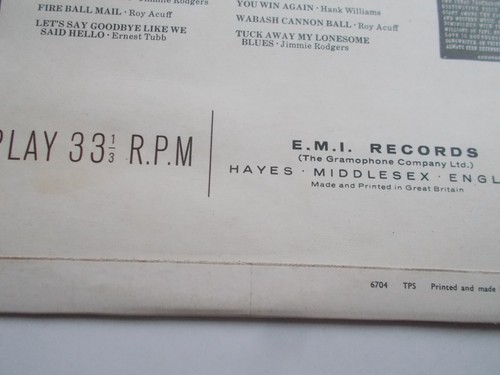 Jimmie Rodgers
FIRE BALL MAIL · Roy Acuff
LET'S SAY GOODBYE LIKE WE
SAID HELLO · Ernest Tubb
YOU WIN AGAIN · Hank Williams
WABASH CANNON BALL · Roy Acuff
TUCK AWAY MY LONESOME
BLUES · Jimmie Rodgers
PLAY 33⅓ R.P.M
E.M.I. RECORDS
(The Gramophone Company Ltd.)
HAYES · MIDDLESEX · ENGL
Made and Printed in Great Britain
6704 TPS Printed and made